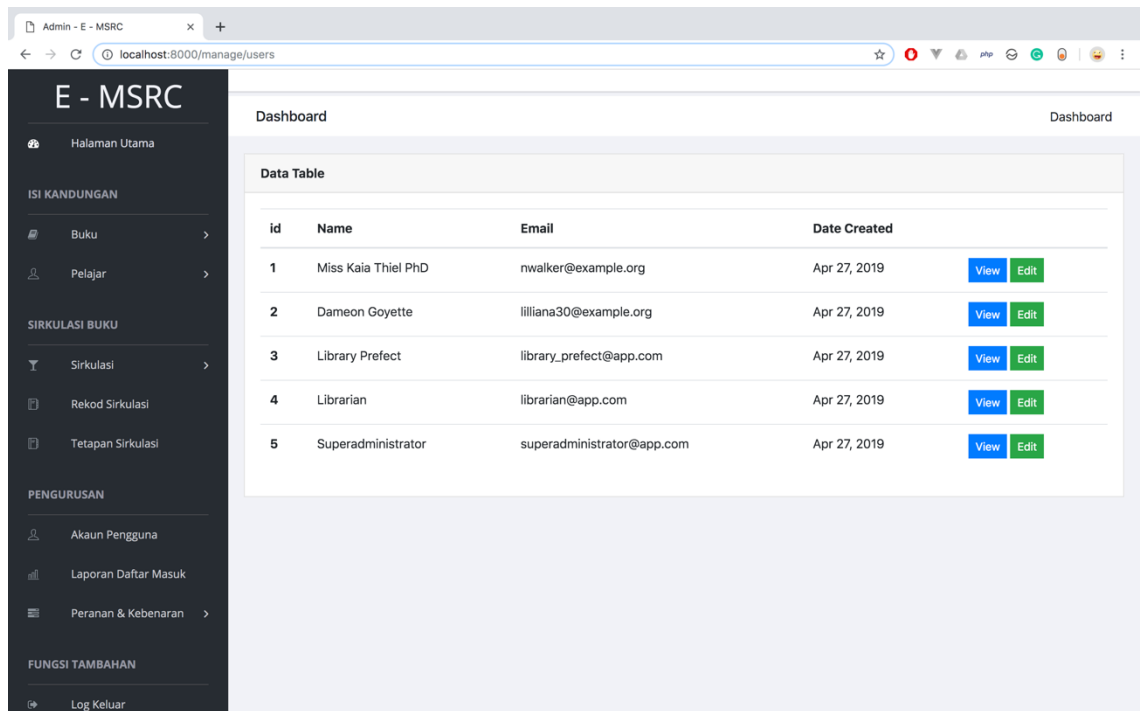 Admin - E - MSRC
localhost:8000/manage/users
php
E - MSRC
Halaman Utama
ISI KANDUNGAN
Buku
Pelajar
SIRKULASI BUKU
Sirkulasi
Rekod Sirkulasi
Tetapan Sirkulasi
PENGURUSAN
Akaun Pengguna
Laporan Daftar Masuk
Peranan & Kebenaran
FUNGSI TAMBAHAN
Log Keluar
Dashboard Dashboard
Data Table
id Name Email Date Created
1 Miss Kaia Thiel PhD nwalker@example.org Apr 27, 2019 View Edit
2 Dameon Goyette lilliana30@example.org Apr 27, 2019 View Edit
3 Library Prefect library_prefect@app.com Apr 27, 2019 View Edit
4 Librarian librarian@app.com Apr 27, 2019 View Edit
5 Superadministrator superadministrator@app.com Apr 27, 2019 View Edit